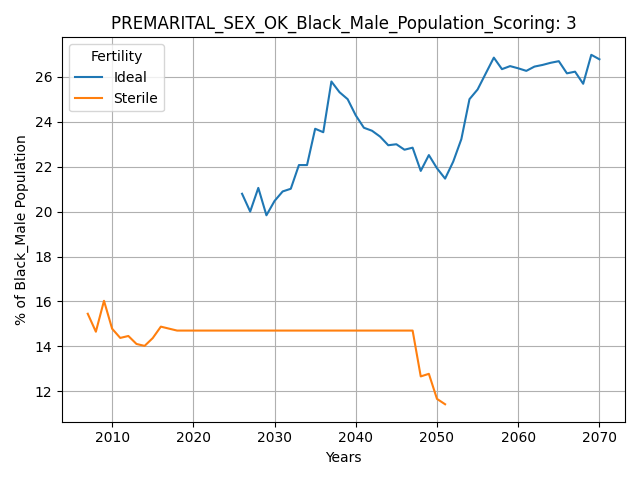 PREMARITAL_SEX_OK_Black_Male_Population_Scoring: 3
Fertility
Ideal
Sterile
% of Black_Male Population
26
24
22
20
18
16
14
12
2010 2020 2030 2040 2050 2060 2070
Years